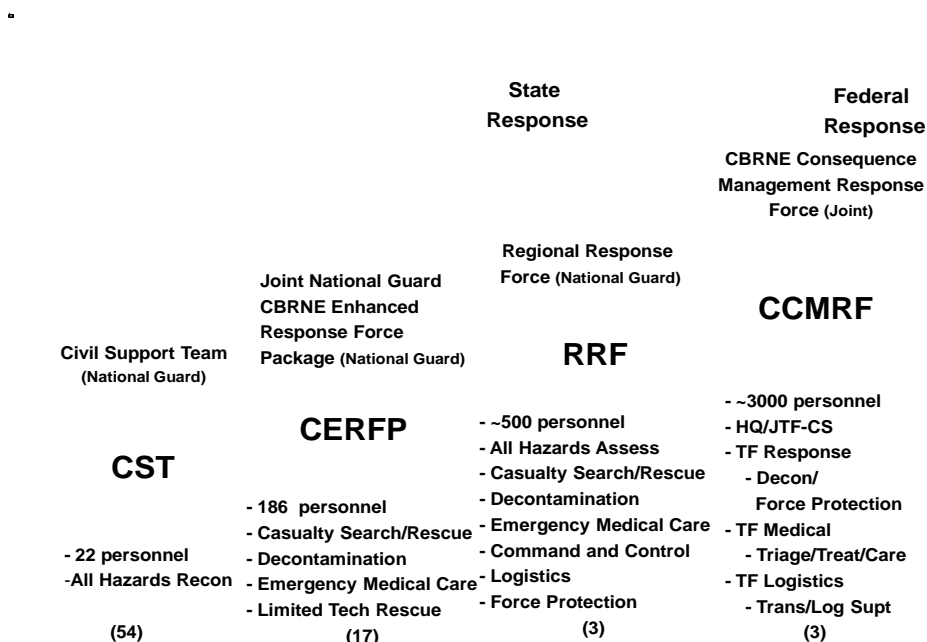 State
Response
Federal
Response
Civil Support Team
(National Guard)
CST
- 22 personnel
-All Hazards Recon
(54)
Joint National Guard
CBRNE Enhanced
Response Force
Package (National Guard)
CERFP
- 186 personnel
- Casualty Search/Rescue
- Decontamination
- Emergency Medical Care
- Limited Tech Rescue
(17)
Regional Response
Force (National Guard)
RRF
- ~500 personnel
- All Hazards Assess
- Casualty Search/Rescue
- Decontamination
- Emergency Medical Care
- Command and Control
- Logistics
- Force Protection
(3)
CBRNE Consequence
Management Response
Force (Joint)
CCMRF
- ~3000 personnel
- HQ/JTF-CS
- TF Response
- Decon/
Force Protection
- TF Medical
- Triage/Treat/Care
- TF Logistics
- Trans/Log Supt
(3)